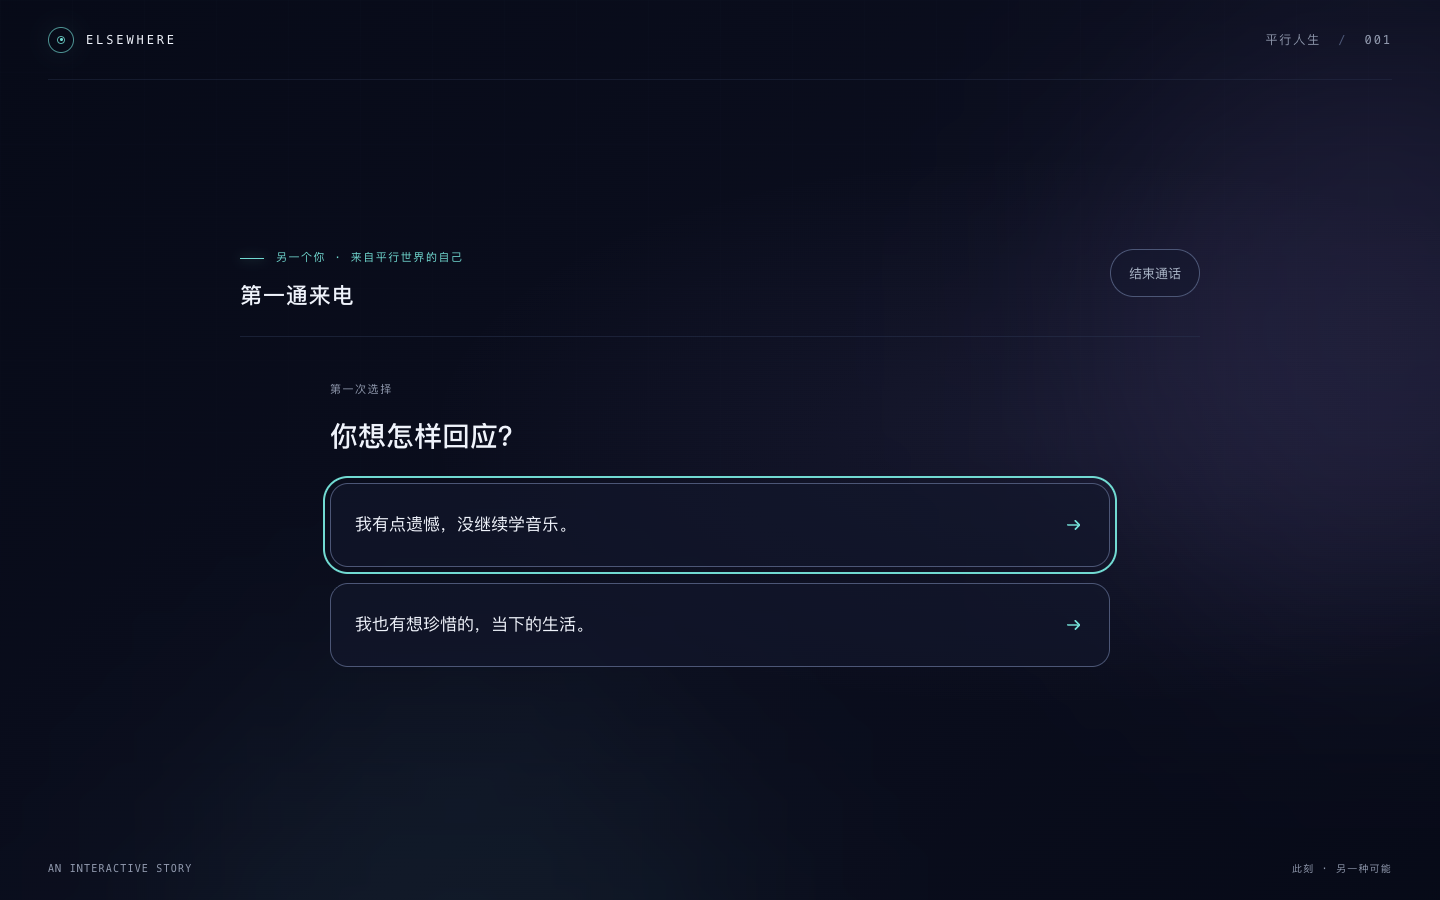 ELSEWHERE
平行人生 / 001
另一个你 · 来自平行世界的自己
第一通来电
结束通话
第一次选择
你想怎样回应?
我有点遗憾，没继续学音乐。
我也有想珍惜的，当下的生活。
AN INTERACTIVE STORY
此刻 · 另一种可能